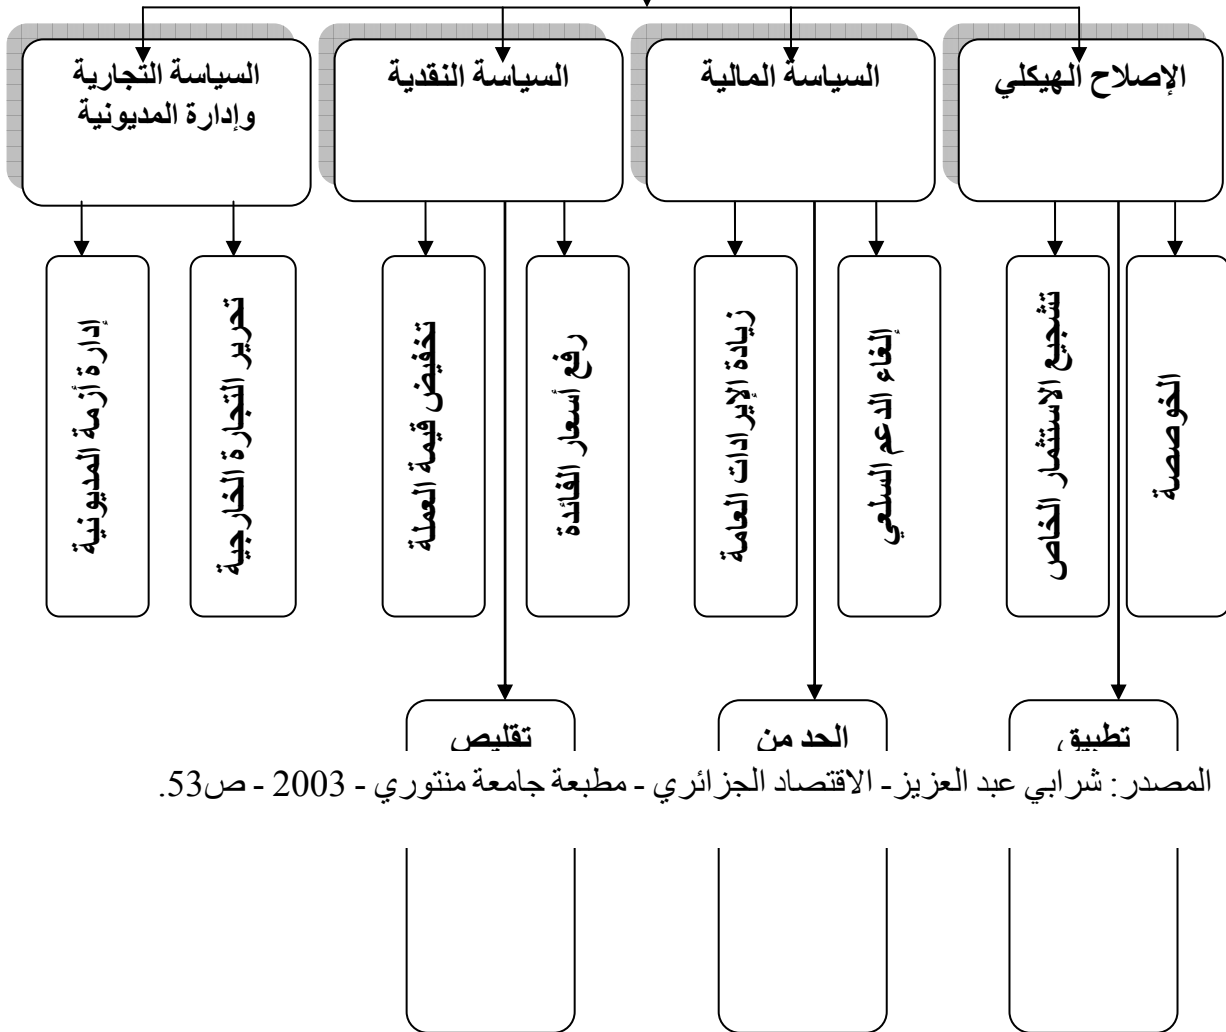 الإصلاح الهيكلي
السياسة المالية
السياسة النقدية
السياسة التجارية
وإدارة المديونية
الخوصصة
تشجيع الاستثمار الخاص
إلغاء الدعم السلعي
زيادة الإيرادات العامة
رفع أسعار الفائدة
تخفيض قيمة العملة
تحرير التجارة الخارجية
إدارة أزمة المديونية
تطبيق
الحد من
تقليص
المصدر: شرابي عبد العزيز- الاقتصاد الجزائري - مطبعة جامعة منتوري - 2003 - ص53.